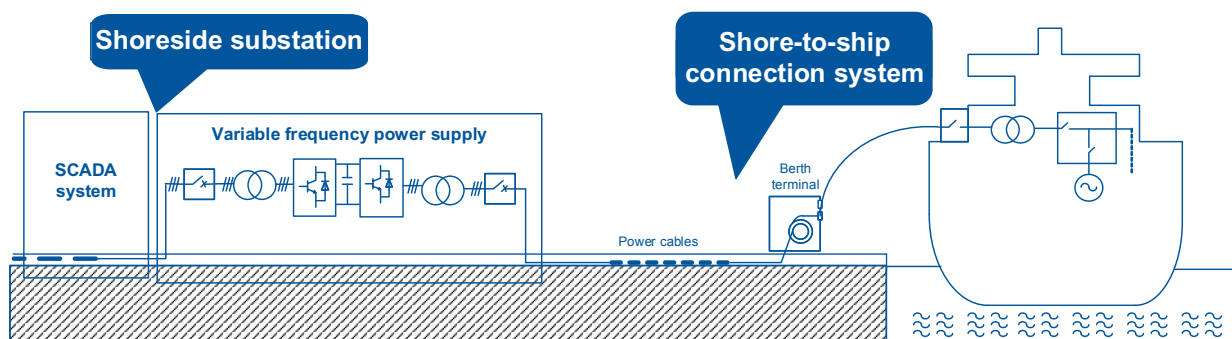 Shoreside substation
Shore-to-ship
connection system
Variable frequency power supply
SCADA
system
Berth
terminal
Power cables